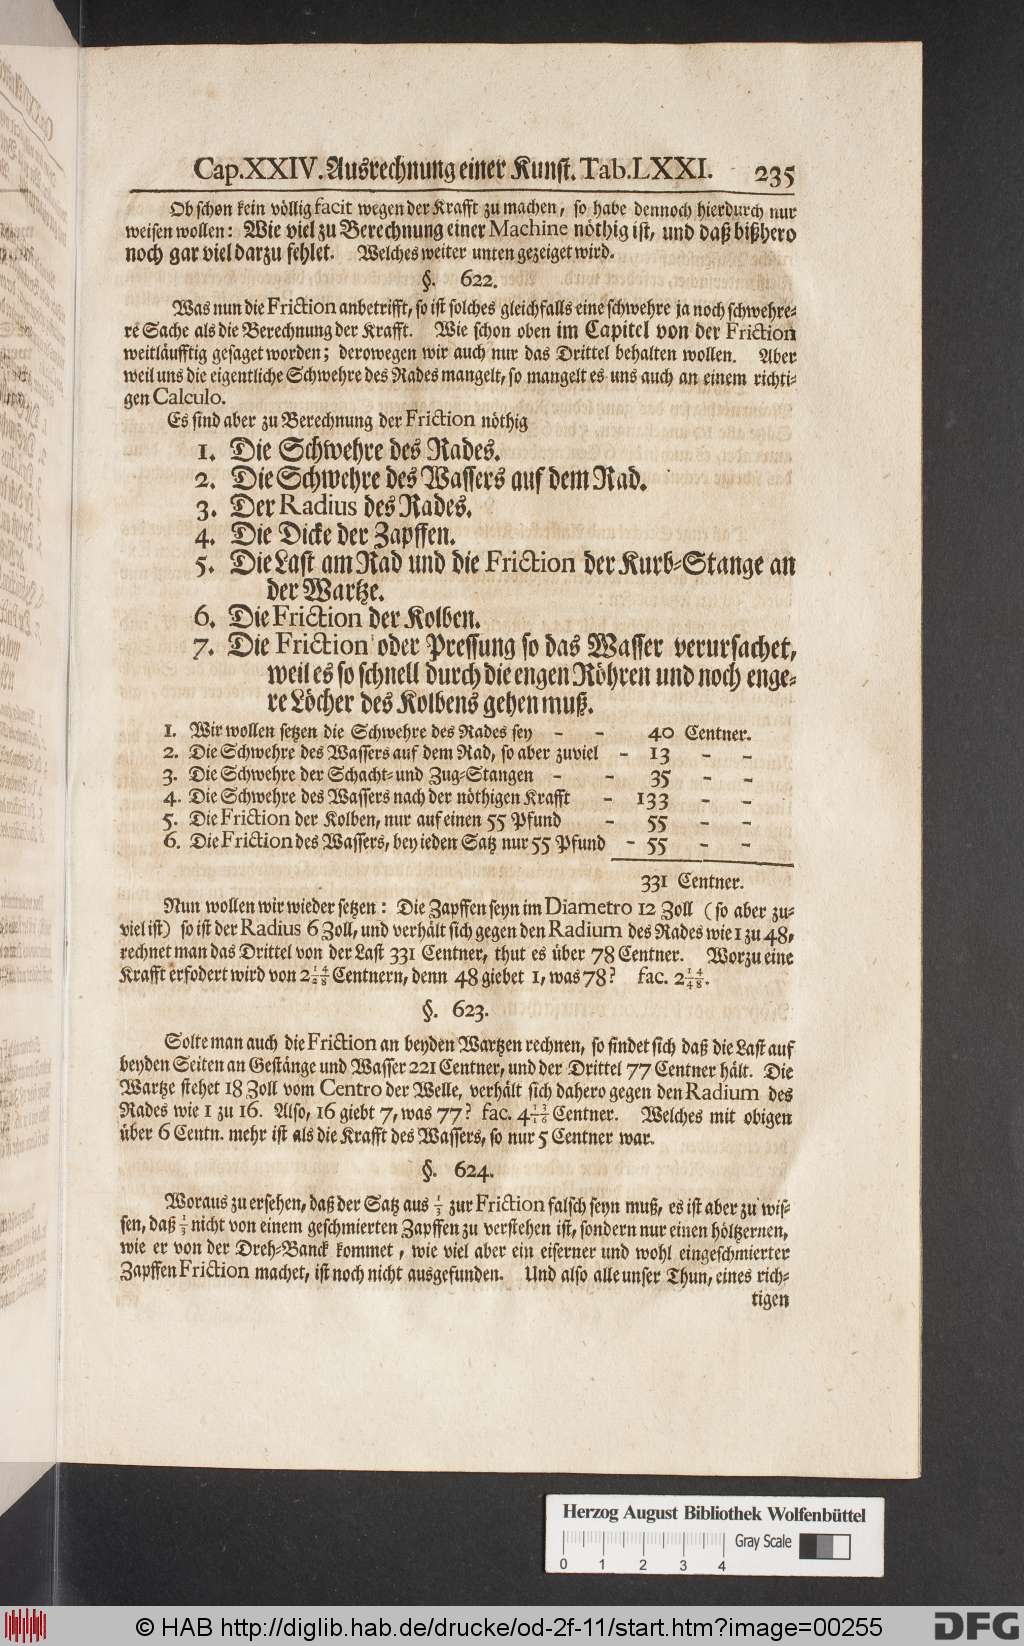 Cap. XXIV. Ausrechnung einer Kunst. Tab. LXXI. 235
Ob schon kein völlig facit wegen der Krafft zu machen, so habe dennoch hierdurch nur
weisen wollen: Wie viel zu Berechnung einer Machine nöthig ist, und daß bißhero
noch gar viel darzu fehlet. Welches weiter unten gezeiget wird.
§. 622.
Was nun die Friction anbetrifft, so ist solches gleichfalls eine schwehre ja noch schwehre-
re Sache als die Berechnung der Krafft. Wie schon oben im Capitel von der Friction
weitläufftig gesaget worden; derowegen wir auch nur das Drittel behalten wollen. Aber
weil uns die eigentliche Schwehre des Rades mangelt, so mangelt es uns auch an einem richti-
gen Calculo.
Es sind aber zu Berechnung der Friction nöthig
1. Die Schwehre des Rades.
2. Die Schwehre des Wassers auf dem Rad.
3. Der Radius des Rades.
4. Die Dicke der Zapffen.
5. Die Last am Rad und die Friction der Kurb-Stange an
der Wartze.
6. Die Friction der Kolben.
7. Die Friction oder Pressung so das Wasser verursachet,
weil es so schnell durch die engen Röhren und noch enge-
re Löcher des Kolbens gehen muß.
1. Wir wollen setzen die Schwehre des Rades sey - - 40 Centner.
2. Die Schwehre des Wassers auf dem Rad, so aber zuviel - 13 - -
3. Die Schwehre der Schacht- und Zug-Stangen - - 35 - -
4. Die Schwehre des Wassers nach der nöthigen Krafft - 133 - -
5. Die Friction der Kolben, nur auf einen 55 Pfund - 55 - -
6. Die Friction des Wassers, bey ieden Satz nur 55 Pfund - 55 - -
331 Centner.
Nun wollen wir wieder setzen: Die Zapffen seyn im Diametro 12 Zoll (so aber zu-
viel ist) so ist der Radius 6 Zoll, und verhält sich gegen den Radium des Rades wie 1 zu 48,
rechnet man das Drittel von der Last 331 Centner, thut es über 78 Centner. Worzu eine
Krafft erfodert wird von 2 14/28 Centnern, denn 48 giebet 1, was 78? fac. 2 14/48.
§. 623.
Solte man auch die Friction an beyden Wartzen rechnen, so findet sich daß die Last auf
beyden Seiten an Gestänge und Wasser 221 Centner, und der Drittel 77 Centner hält. Die
Wartze stehet 18 Zoll vom Centro der Welle, verhält sich dahero gegen den Radium des
Rades wie 1 zu 16. Also, 16 giebt 7, was 77? fac. 4 13/16 Centner. Welches mit obigen
über 6 Centn. mehr ist als die Krafft des Wassers, so nur 5 Centner war.
§. 624.
Woraus zu ersehen, daß der Satz aus 1/3 zur Friction falsch seyn muß, es ist aber zu wis-
sen, daß 1/3 nicht von einem geschmierten Zapffen zu verstehen ist, sondern nur einen höltzernen,
wie er von der Dreh-Banck kommet, wie viel aber ein eiserner und wohl eingeschmierter
Zapffen Friction machet, ist noch nicht ausgefunden. Und also alle unser Thun, eines rich-
tigen
Herzog August Bibliothek Wolfenbüttel
Gray Scale
0 1 2 3 4
© HAB http://diglib.hab.de/drucke/od-2f-11/start.htm?image=00255
DFG